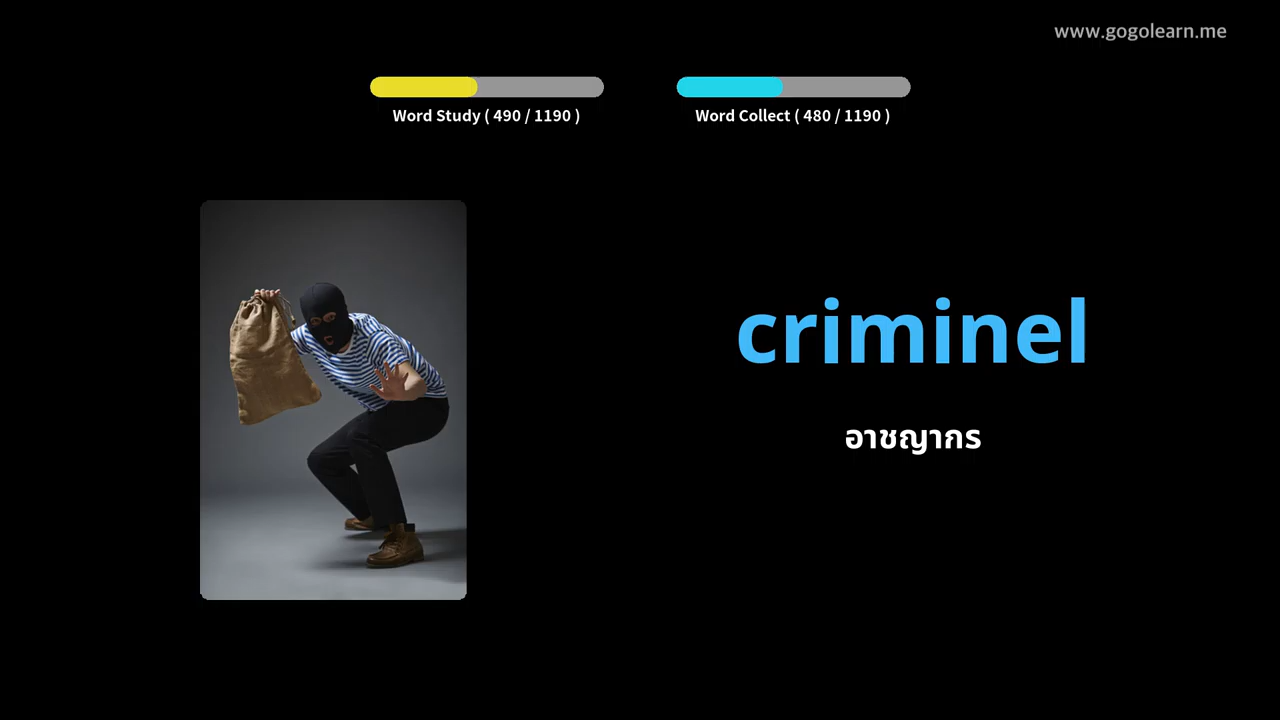 www.gogolearn.me
Word Study ( 490 / 1190 )
Word Collect ( 480 / 1190 )
criminel
อาชญากร